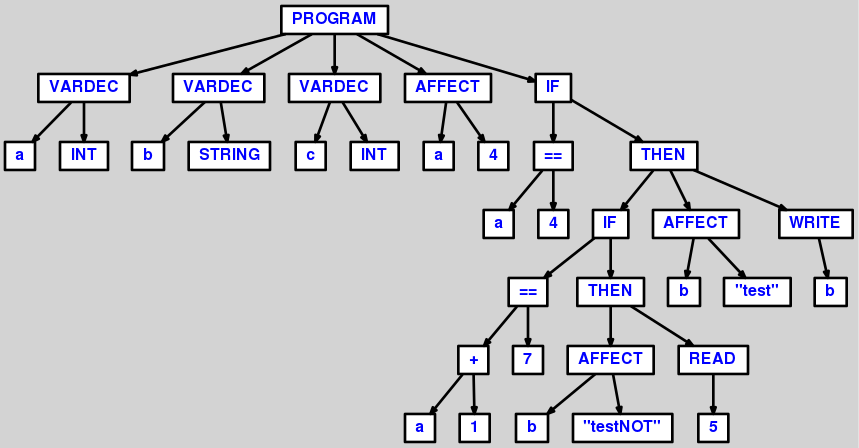 PROGRAM
VARDEC VARDEC VARDEC AFFECT IF
a INT b STRING c INT a 4 == THEN
a 4 IF AFFECT WRITE
== THEN b "test" b
+ 7 AFFECT READ
a 1 b "testNOT" 5